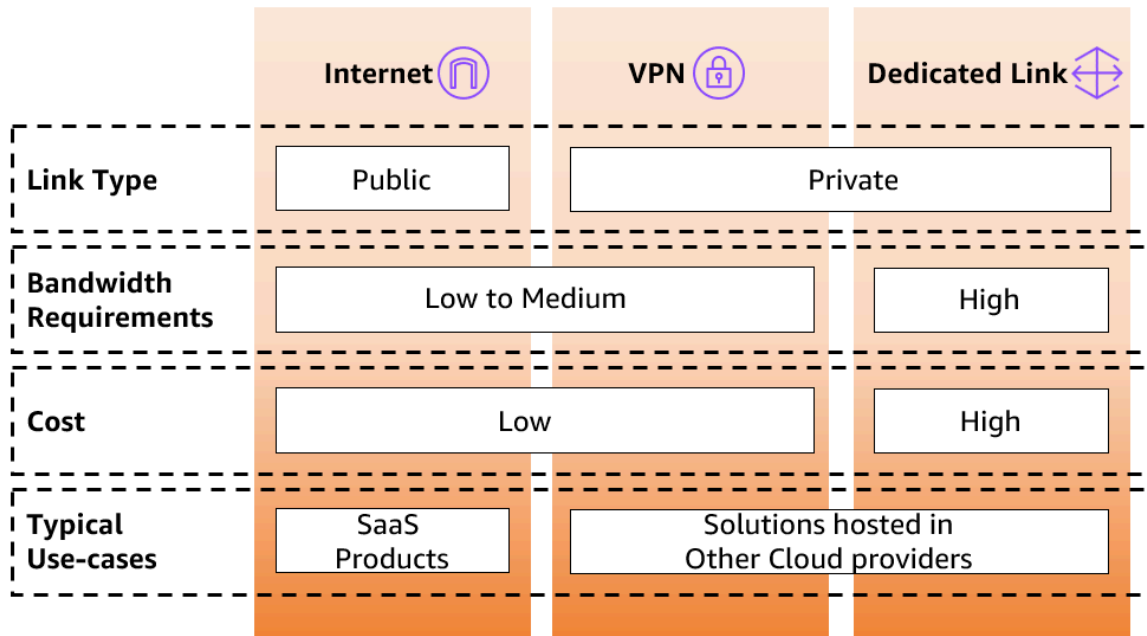 Internet
VPN
Dedicated Link
Link Type
Public
Private
Bandwidth
Requirements
Low to Medium
High
Cost
Low
High
Typical
Use-cases
SaaS
Products
Solutions hosted in
Other Cloud providers